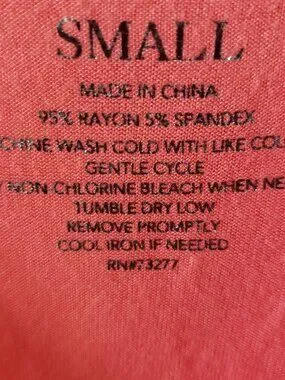 SMALL
MADE IN CHINA
95% RAYON 5% SPANDEX
CHINE WASH COLD WITH LIKE COL
GENTLE CYCLE
NON-CHLORINE BLEACH WHEN NE
TUMBLE DRY LOW
REMOVE PROMPTLY
COOL IRON IF NEEDED
RN#73277